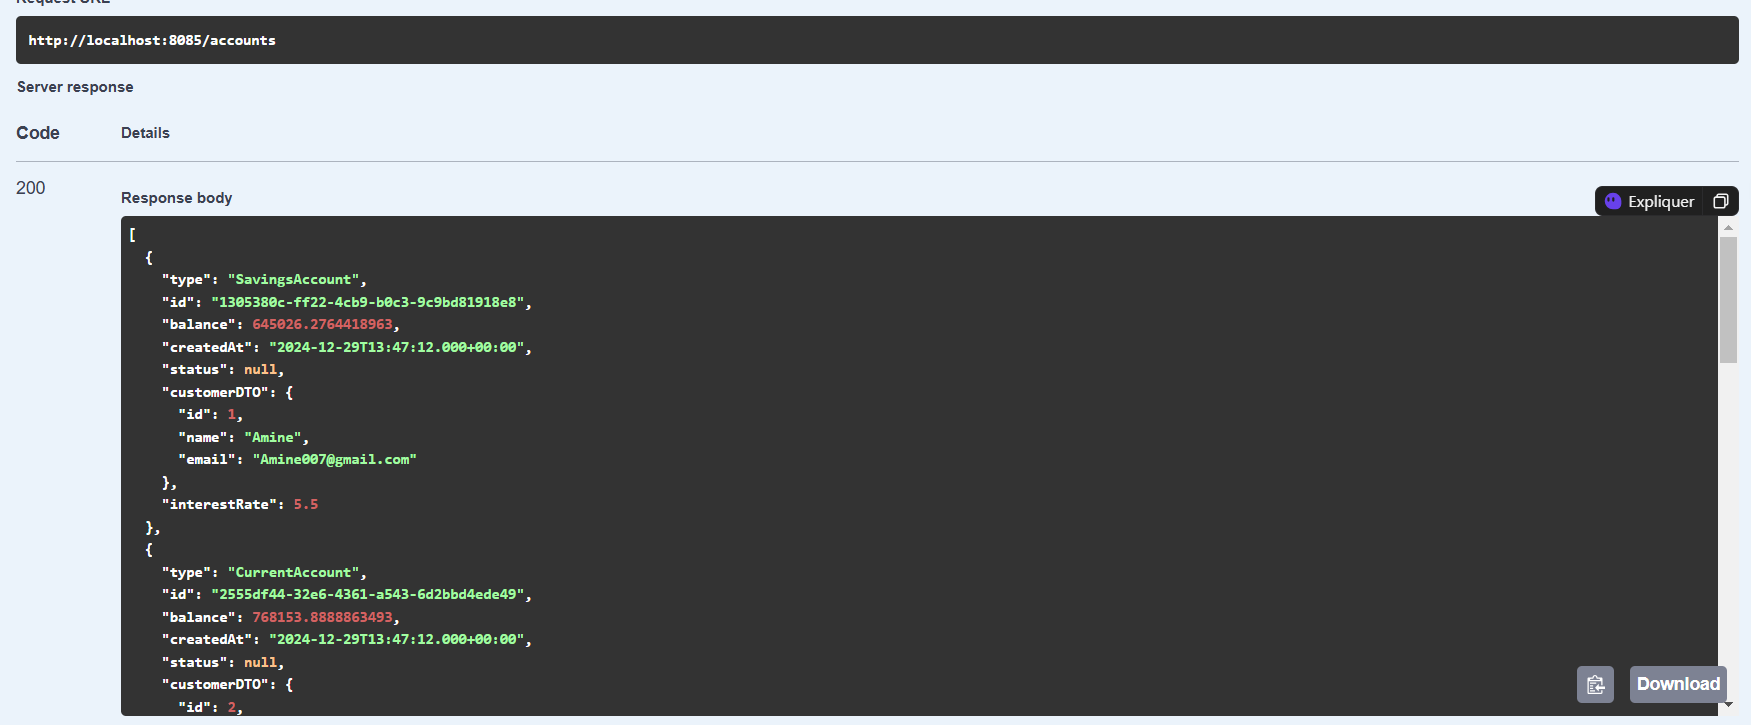 Request URL
http://localhost:8085/accounts
Server response
Code Details
200
Response body
Expliquer
[
  {
    "type": "SavingsAccount",
    "id": "1305380c-ff22-4cb9-b0c3-9c9bd81918e8",
    "balance": 645026.2764418963,
    "createdAt": "2024-12-29T13:47:12.000+00:00",
    "status": null,
    "customerDTO": {
      "id": 1,
      "name": "Amine",
      "email": "Amine007@gmail.com"
    },
    "interestRate": 5.5
  },
  {
    "type": "CurrentAccount",
    "id": "2555df44-32e6-4361-a543-6d2bbd4ede49",
    "balance": 768153.8888863493,
    "createdAt": "2024-12-29T13:47:12.000+00:00",
    "status": null,
    "customerDTO": {
      "id": 2,
Download